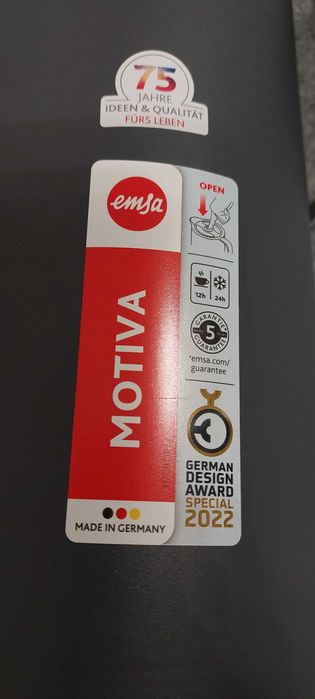 75
JAHRE
IDEEN & QUALITÄT
FÜRS LEBEN
emsa
MOTIVA
MADE IN GERMANY
OPEN
12h 24h
GARANTIE*
5
GUARANTEE
*emsa.com/
guarantee
GERMAN
DESIGN
AWARD
SPECIAL
2022